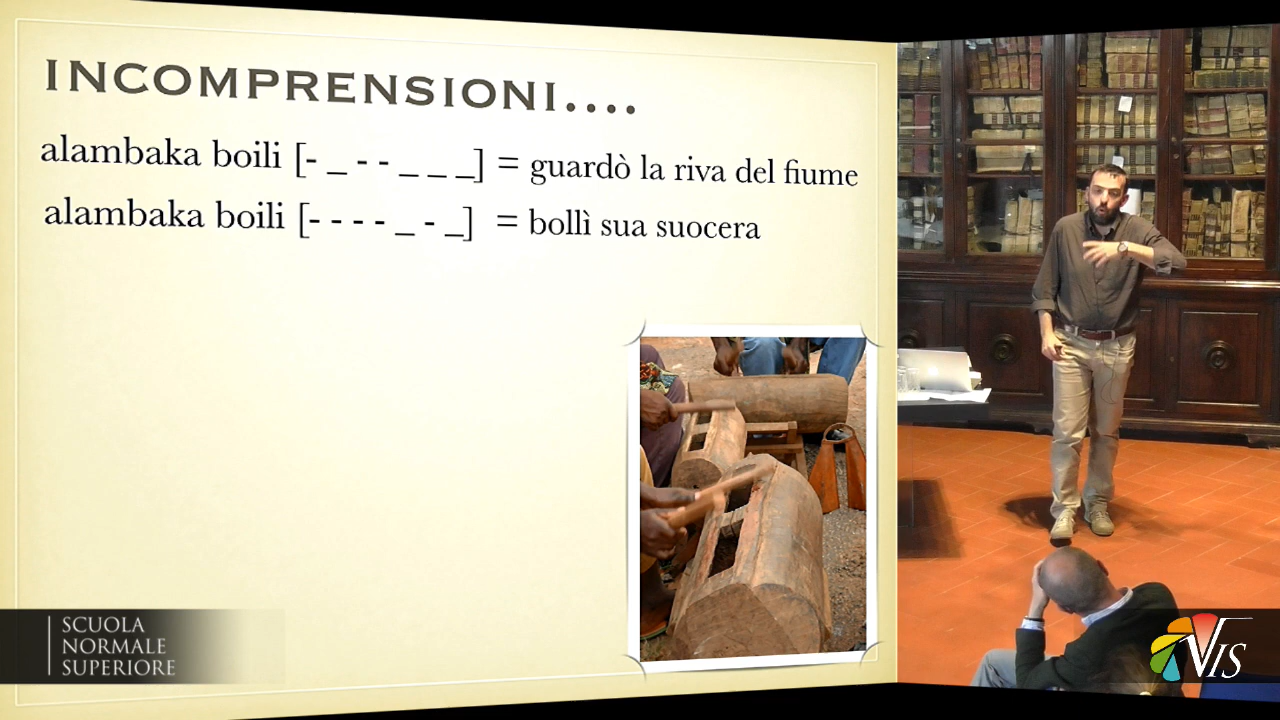 INCOMPRENSIONI....
alambaka boili [- _ - - _ _ _] = guardò la riva del fiume
alambaka boili [- - - - _ - _] = bollì sua suocera
SCUOLA
NORMALE
SUPERIORE
VIS